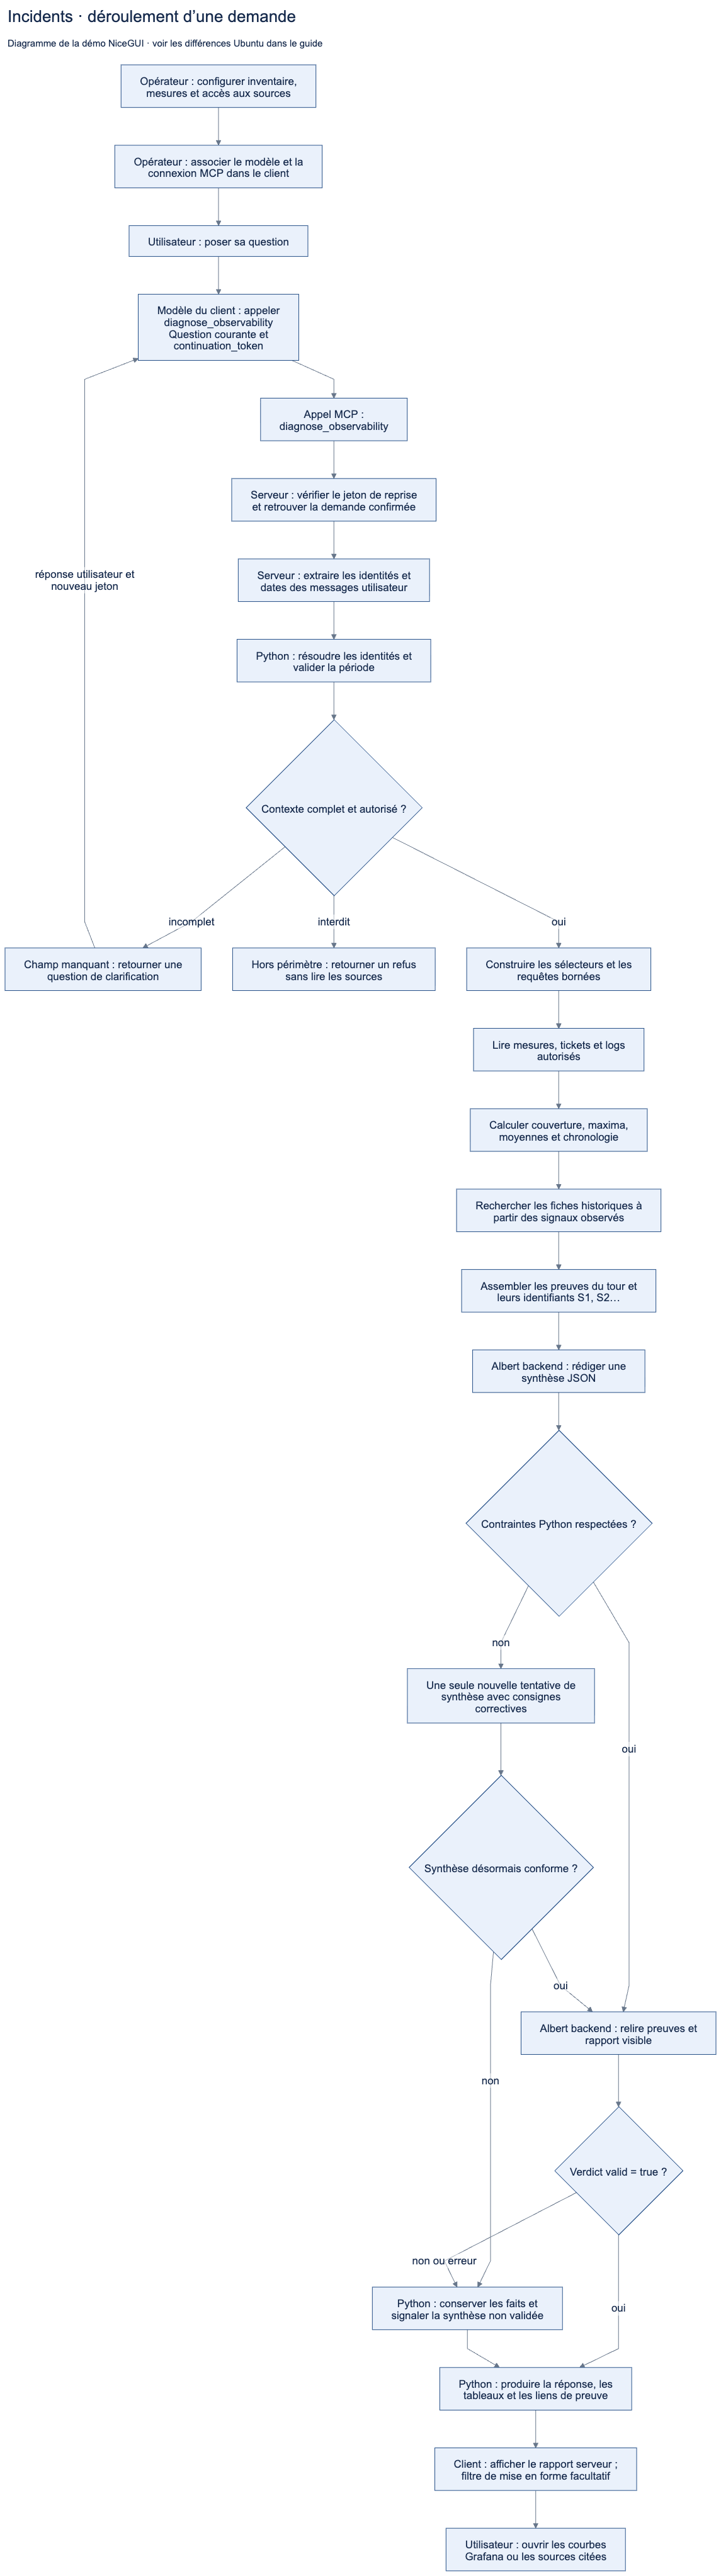 Incidents · déroulement d’une demande
Diagramme de la démo NiceGUI · voir les différences Ubuntu dans le guide
Opérateur : configurer inventaire,
mesures et accès aux sources
Opérateur : associer le modèle et la
connexion MCP dans le client
Utilisateur : poser sa question
Modèle du client : appeler
diagnose_observability
Question courante et
continuation_token
Appel MCP :
diagnose_observability
Serveur : vérifier le jeton de reprise
et retrouver la demande confirmée
réponse utilisateur et
nouveau jeton
Serveur : extraire les identités et
dates des messages utilisateur
Python : résoudre les identités et
valider la période
Contexte complet et autorisé ?
incomplet
interdit
oui
Champ manquant : retourner une
question de clarification
Hors périmètre : retourner un refus
sans lire les sources
Construire les sélecteurs et les
requêtes bornées
Lire mesures, tickets et logs
autorisés
Calculer couverture, maxima,
moyennes et chronologie
Rechercher les fiches historiques à
partir des signaux observés
Assembler les preuves du tour et
leurs identifiants S1, S2…
Albert backend : rédiger une
synthèse JSON
Contraintes Python respectées ?
non
Une seule nouvelle tentative de
synthèse avec consignes
correctives
oui
Synthèse désormais conforme ?
oui
Albert backend : relire preuves et
rapport visible
non
Verdict valid = true ?
non ou erreur
Python : conserver les faits et
signaler la synthèse non validée
oui
Python : produire la réponse, les
tableaux et les liens de preuve
Client : afficher le rapport serveur ;
filtre de mise en forme facultatif
Utilisateur : ouvrir les courbes
Grafana ou les sources citées